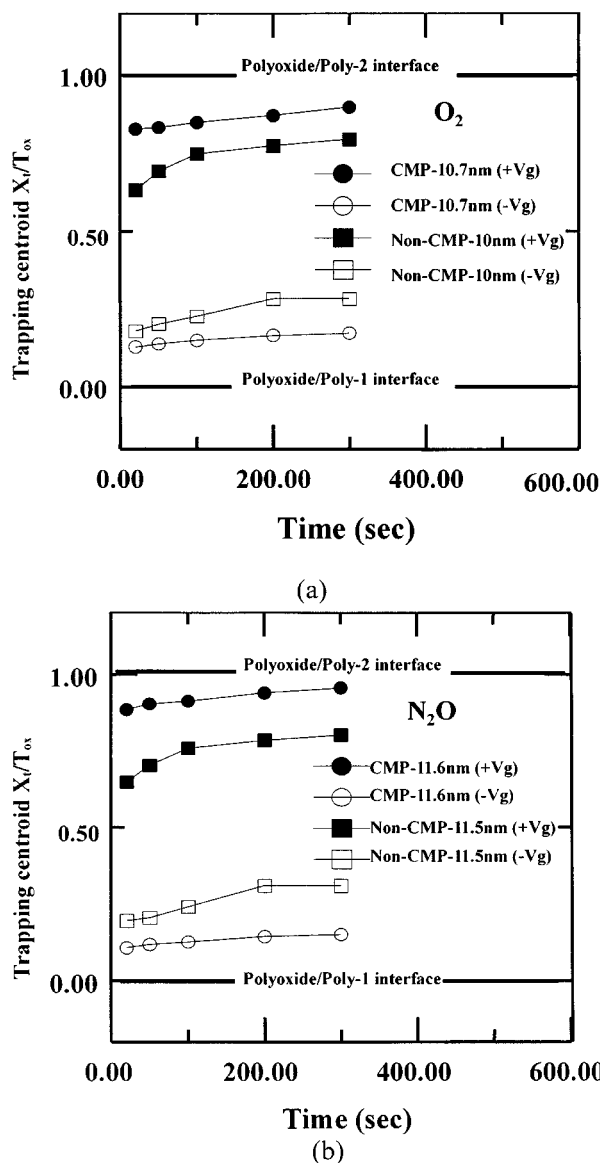 Polyoxide/Poly-2 interface
1.00
O₂
CMP-10.7nm (+Vg)
CMP-10.7nm (-Vg)
0.50
Non-CMP-10nm (+Vg)
Non-CMP-10nm (-Vg)
Trapping centroid Xₜ/Tₒₓ
0.00
Polyoxide/Poly-1 interface
0.00
200.00
400.00
600.00
Time (sec)
(a)
Polyoxide/Poly-2 interface
1.00
N₂O
CMP-11.6nm (+Vg)
CMP-11.6nm (-Vg)
0.50
Non-CMP-11.5nm (+Vg)
Non-CMP-11.5nm (-Vg)
Trapping centroid Xₜ/Tₒₓ
0.00
Polyoxide/Poly-1 interface
0.00
200.00
400.00
600.00
Time (sec)
(b)